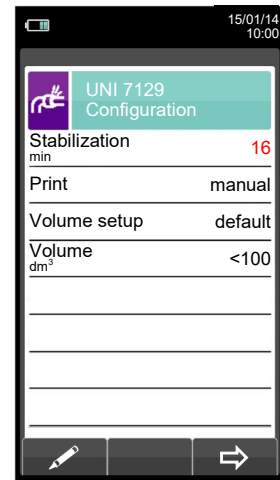 15/01/14
10:00
UNI 7129
Configuration
Stabilization
min
16
Print
manual
Volume setup
default
Volume
dm³
<100